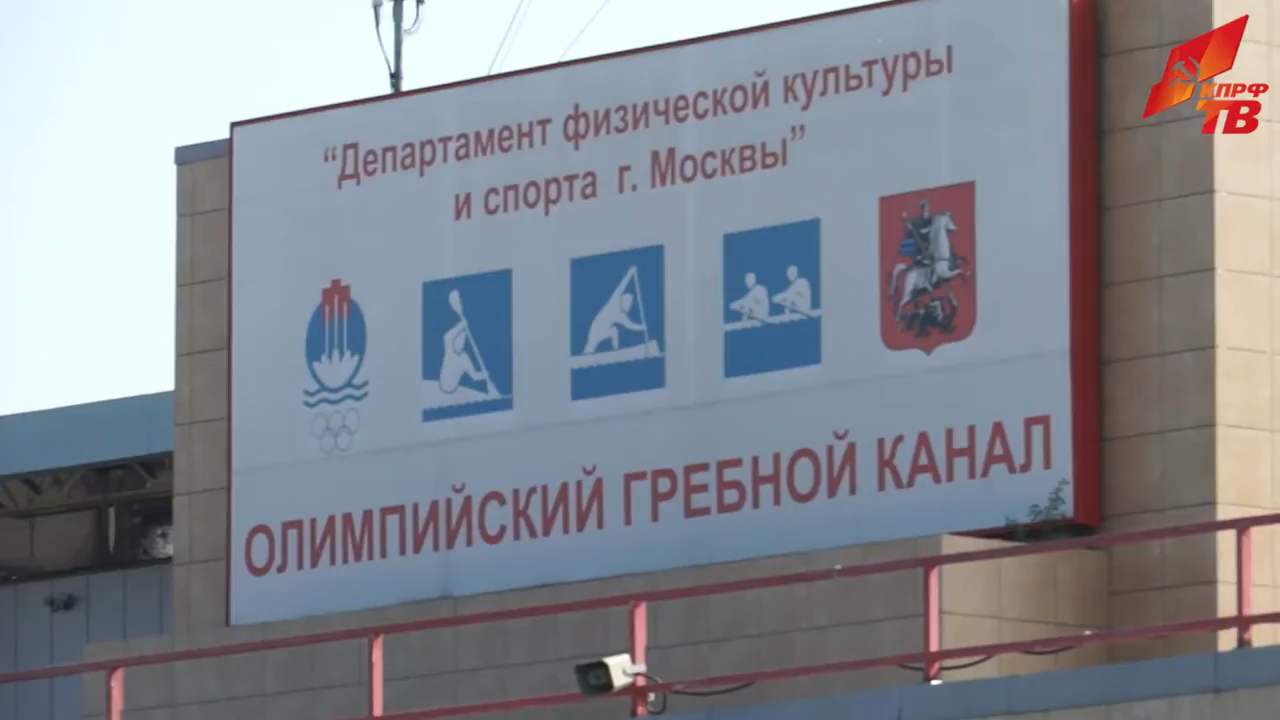 "Департамент физической культуры
и спорта г. Москвы"
ОЛИМПИЙСКИЙ ГРЕБНОЙ КАНАЛ
КПРФ
ТВ